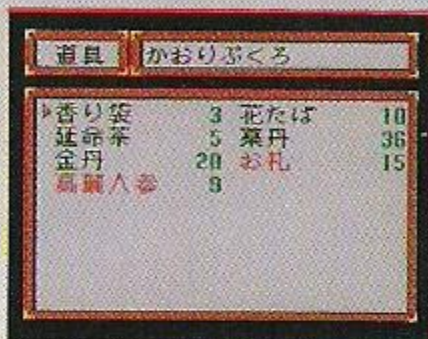 道具 かおりぶくろ
香り袋 3 花たば 10
延命茶 5 薬丹 36
金丹 20 お札 15
高麗人参 9